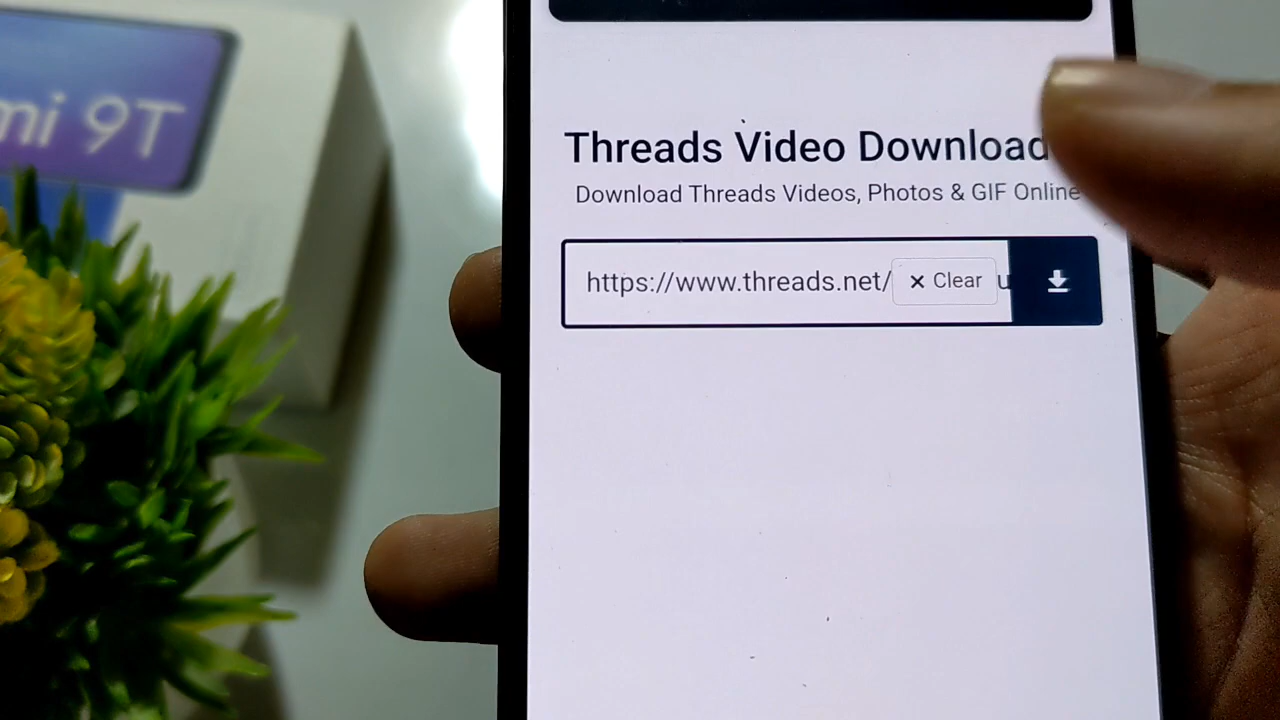 mi 9T
Threads Video Download
Download Threads Videos, Photos & GIF Online
https://www.threads.net/
Clear
u